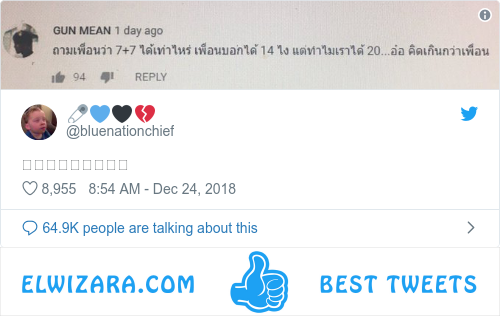 GUN MEAN 1 day ago
ถามเพื่อนว่า 7+7 ได้เท่าไหร่ เพื่อนบอกได้ 14 ไง แต่ทำไมเราได้ 20...อ๋อ คิดเกินกว่าเพื่อน
94 REPLY
@bluenationchief
8,955 8:54 AM - Dec 24, 2018
64.9K people are talking about this
ELWIZARA.COM BEST TWEETS